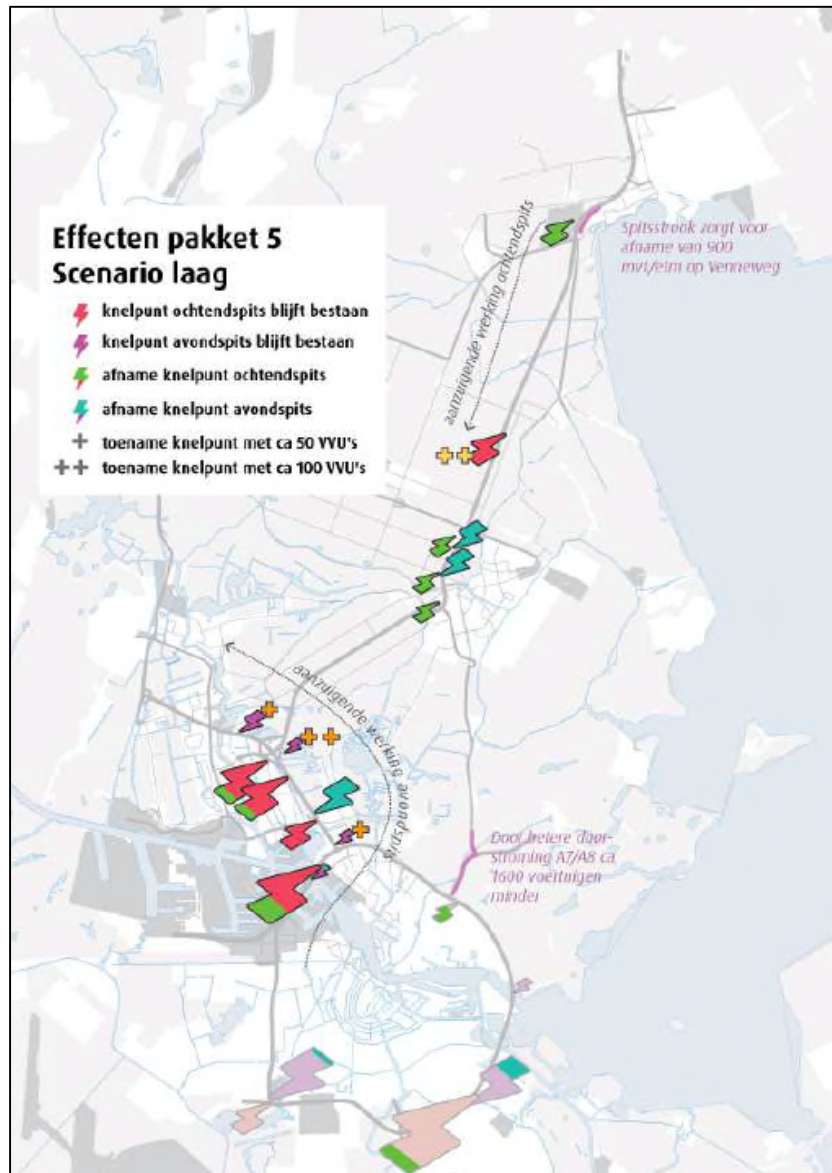 Effecten pakket 5
Scenario laag
knelpunt ochtendspits blijft bestaan
knelpunt avondspits blijft bestaan
afname knelpunt ochtendspits
afname knelpunt avondspits
+ toename knelpunt met ca 50 VVU's
++ toename knelpunt met ca 100 VVU's
Spitsstrook zorgt voor
afname van 900
mvt/etm op Venneweg
aanzuigende werking ochtendspits
aanzuigende werking
avondspits
Door betere door-
stroming A7/A8 ca
1600 voertuigen
minder